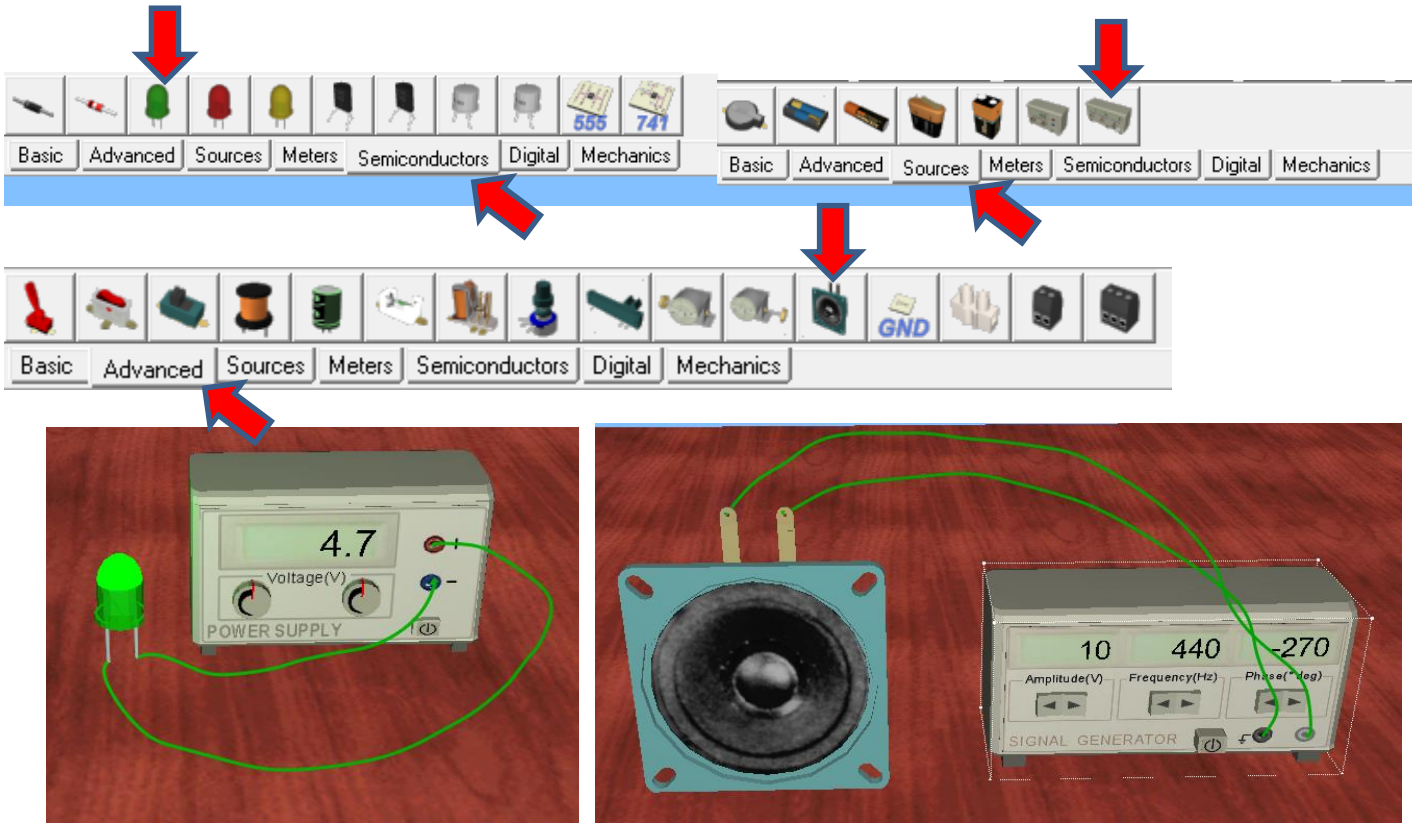 555 741
Basic Advanced Sources Meters Semiconductors Digital Mechanics
Basic Advanced Sources Meters Semiconductors Digital Mechanics
GND
Basic Advanced Sources Meters Semiconductors Digital Mechanics
4.7
+
Voltage(V)
-
POWER SUPPLY
10 440 -270
Amplitude(V) Frequency(Hz) Phase(°deg)
SIGNAL GENERATOR